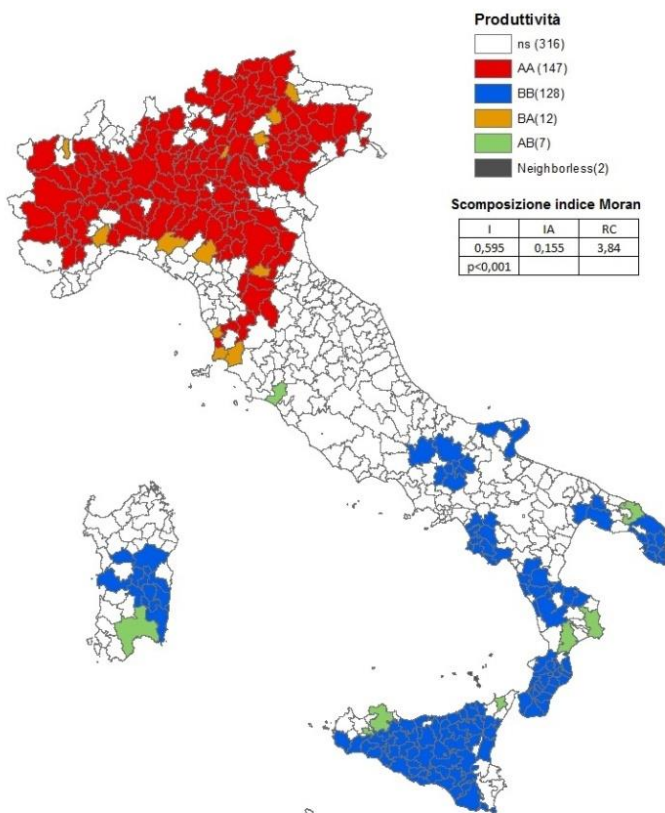 Produttività
ns (316)
AA (147)
BB(128)
BA(12)
AB(7)
Neighborless(2)
Scomposizione indice Moran
I IA RC
0,595 0,155 3,84
p<0,001